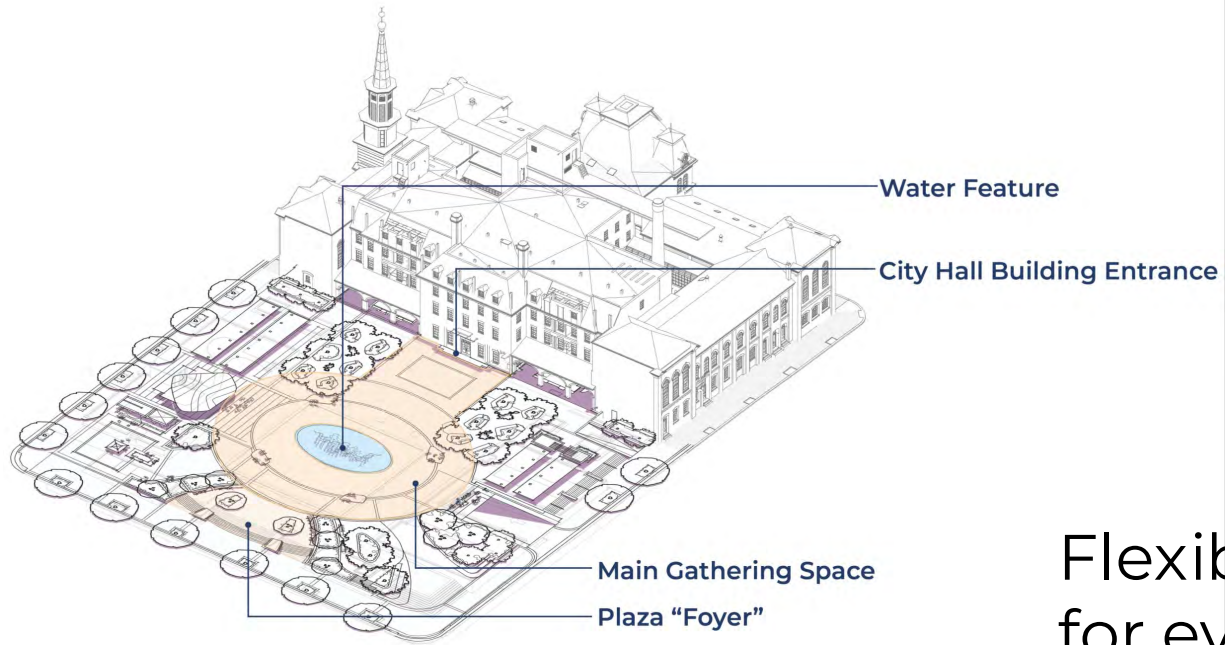 Water Feature
City Hall Building Entrance
Main Gathering Space
Plaza “Foyer”